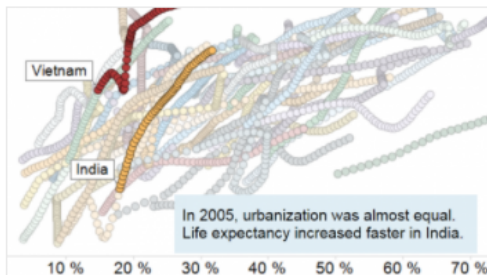 Vietnam
India
In 2005, urbanization was almost equal.
Life expectancy increased faster in India.
10 % 20 % 30 % 40 % 50 % 60 % 70 %